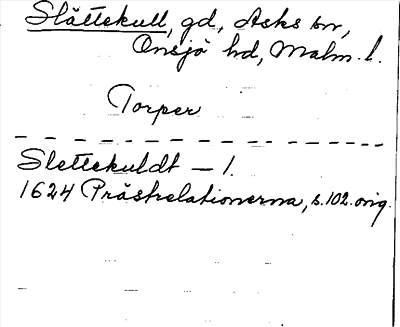 Slättekull, gd, Asks sn,
Onsjö hd, Malm. l.
Torper
Slettekuldt – 1.
1624 Prästrelationerna, s. 102. orig.